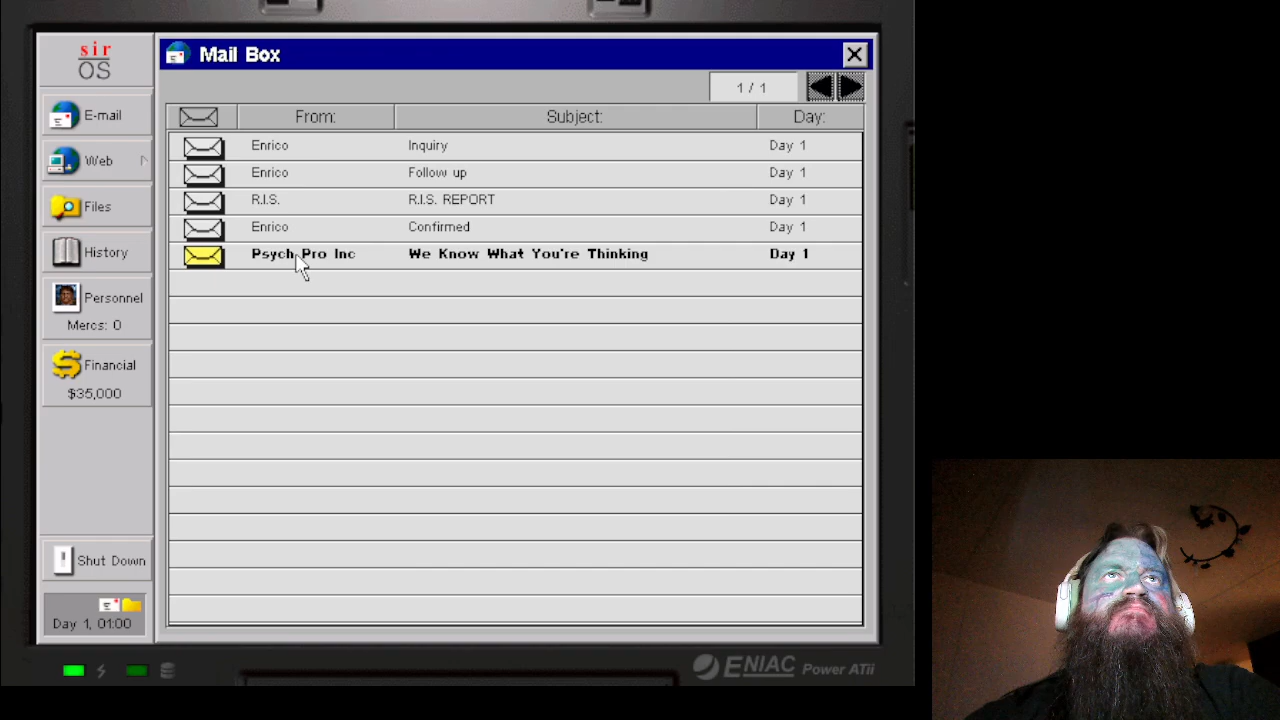 sir
OS
E-mail
Web
Files
History
Personnel
Mercs: 0
Financial
$35,000
Shut Down
Day 1, 01:00
Mail Box
1 / 1
From:
Subject:
Day:
Enrico Inquiry Day 1
Enrico Follow up Day 1
R.I.S. R.I.S. REPORT Day 1
Enrico Confirmed Day 1
Psych Pro Inc We Know What You're Thinking Day 1
ENIAC Power ATii